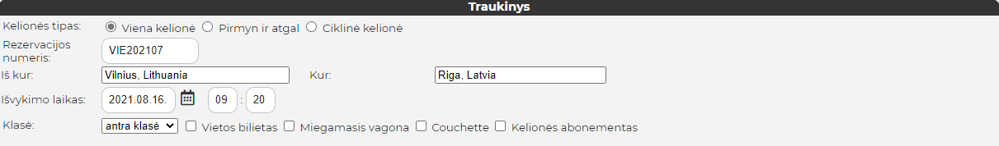 Traukinys
Kelionės tipas: Viena kelionė Pirmyn ir atgal Ciklinė kelionė
Rezervacijos numeris: VIE202107
Iš kur: Vilnius, Lithuania Kur: Riga, Latvia
Išvykimo laikas: 2021.08.16. 09 : 20
Klasė: antra klasė Vietos bilietas Miegamasis vagona Couchette Kelionės abonementas